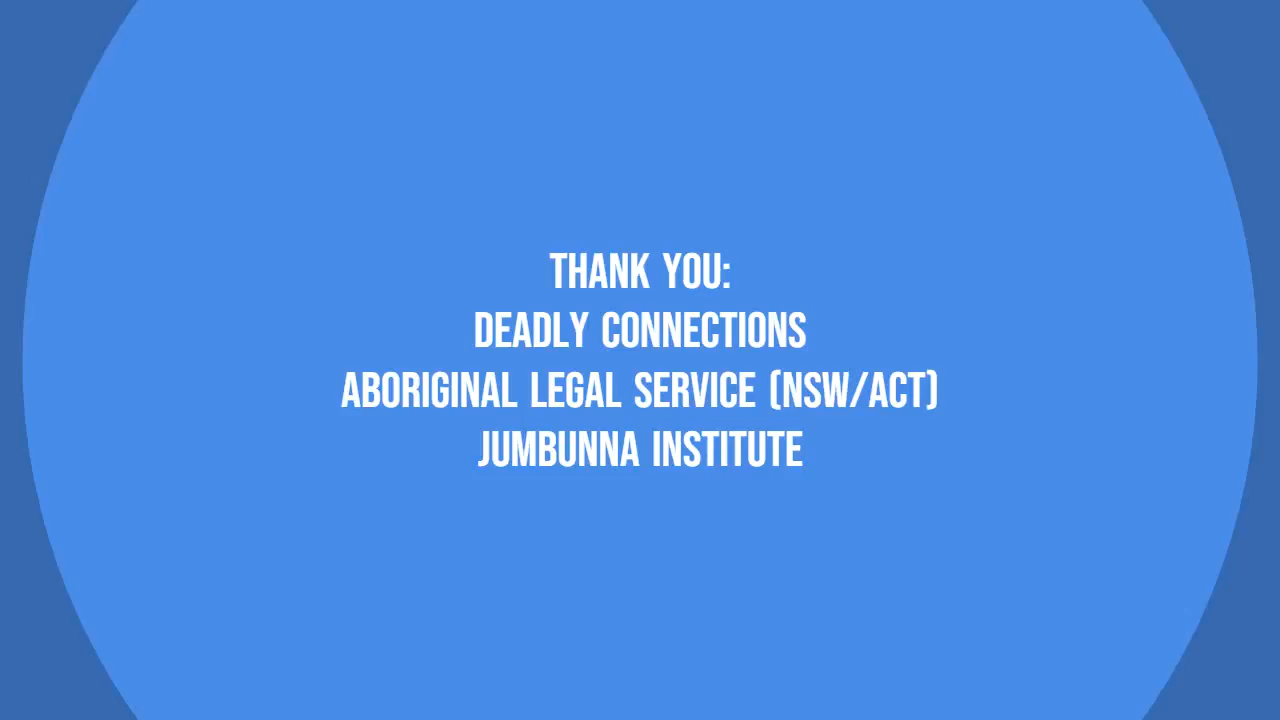 THANK YOU:
DEADLY CONNECTIONS
ABORIGINAL LEGAL SERVICE (NSW/ACT)
JUMBUNNA INSTITUTE